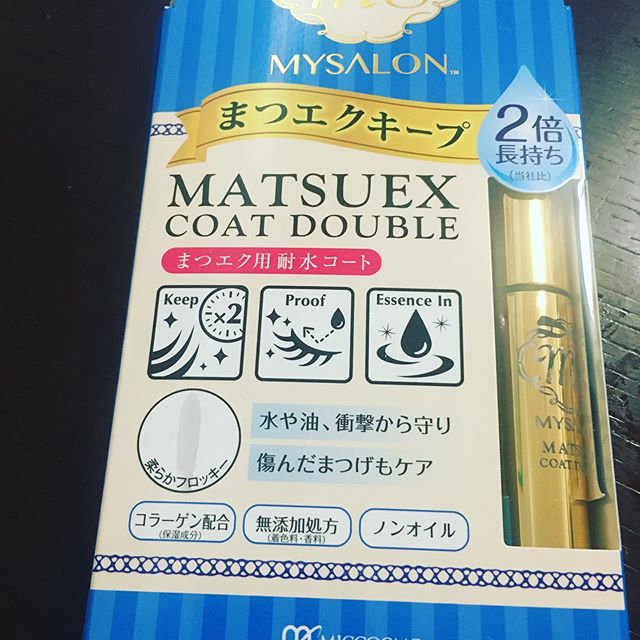 MYSALON™
まつエクキープ
2倍
長持ち
(当社比)
MATSUEX
COAT DOUBLE
まつエク用 耐水コート
Keep
×2
Proof
Essence In
MYSALON
COAT
柔らかフロッキー
水や油、衝撃から守り
傷んだまつげもケア
コラーゲン配合
(保湿成分)
無添加処方
(着色料・香料)
ノンオイル